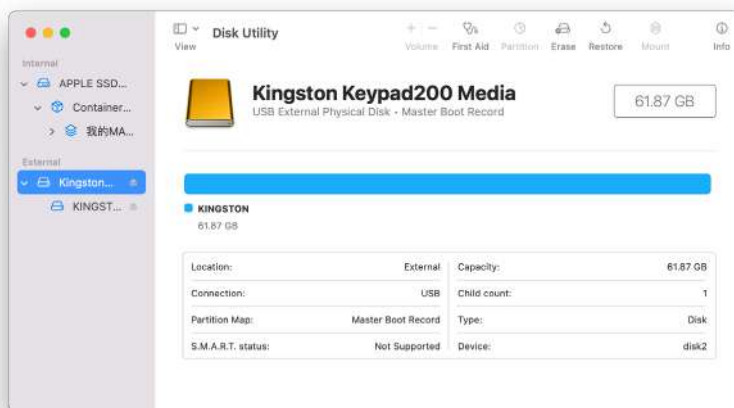 Disk Utility
View
Volume
First Aid
Partition
Erase
Restore
Mount
Info
Internal
APPLE SSD...
Container...
我的MA...
External
Kingston...
KINGST...
Kingston Keypad200 Media
USB External Physical Disk • Master Boot Record
61.87 GB
KINGSTON
61.87 GB
Location: External
Capacity: 61.87 GB
Connection: USB
Child count: 1
Partition Map: Master Boot Record
Type: Disk
S.M.A.R.T. status: Not Supported
Device: disk2